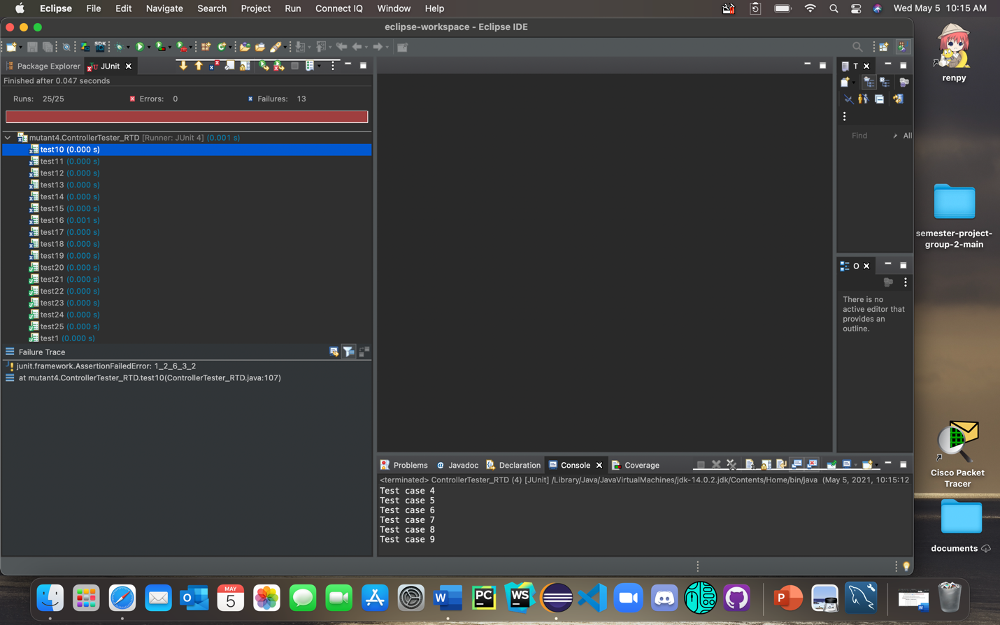 Eclipse File Edit Navigate Search Project Run Connect IQ Window Help Wed May 5 10:15 AM
eclipse-workspace - Eclipse IDE
SDK
Package Explorer JUnit
Finished after 0.047 seconds
Runs: 25/25 Errors: 0 Failures: 13
mutant4.ControllerTester_RTD [Runner: JUnit 4] (0.001 s)
test10 (0.000 s)
test11 (0.000 s)
test12 (0.000 s)
test13 (0.000 s)
test14 (0.000 s)
test15 (0.000 s)
test16 (0.001 s)
test17 (0.000 s)
test18 (0.000 s)
test19 (0.000 s)
test20 (0.000 s)
test21 (0.000 s)
test22 (0.000 s)
test23 (0.000 s)
test24 (0.000 s)
test25 (0.000 s)
test1 (0.000 s)
Failure Trace
junit.framework.AssertionFailedError: 1_2_6_3_2
at mutant4.ControllerTester_RTD.test10(ControllerTester_RTD.java:107)
T
Find All
O
There is no
active editor that
provides an
outline.
Problems Javadoc Declaration Console Coverage
<terminated> ControllerTester_RTD (4) [JUnit] /Library/Java/JavaVirtualMachines/jdk-14.0.2.jdk/Contents/Home/bin/java (May 5, 2021, 10:15:12
Test case 4
Test case 5
Test case 6
Test case 7
Test case 8
Test case 9
renpy
semester-project-
group-2-main
Cisco Packet
Tracer
documents
MAY
5
O
W
PC
WS
P